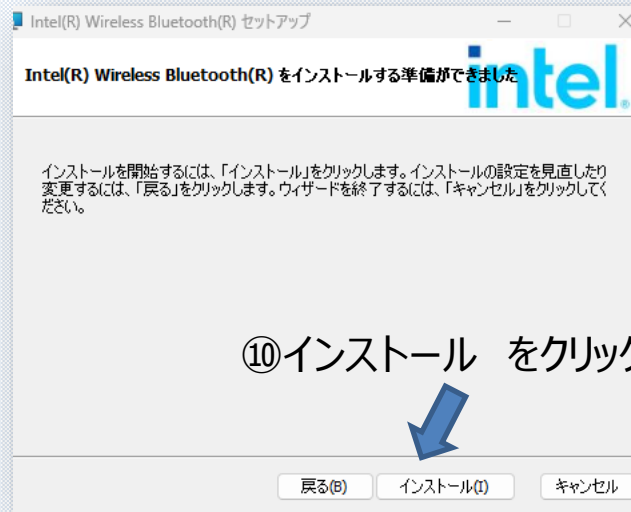 Intel(R) Wireless Bluetooth(R) セットアップ
Intel(R) Wireless Bluetooth(R) をインストールする準備ができました
intel.
インストールを開始するには、「インストール」をクリックします。インストールの設定を見直したり
変更するには、「戻る」をクリックします。ウィザードを終了するには、「キャンセル」をクリックしてく
ださい。
⑩インストール　をクリック
戻る(B)
インストール(I)
キャンセル